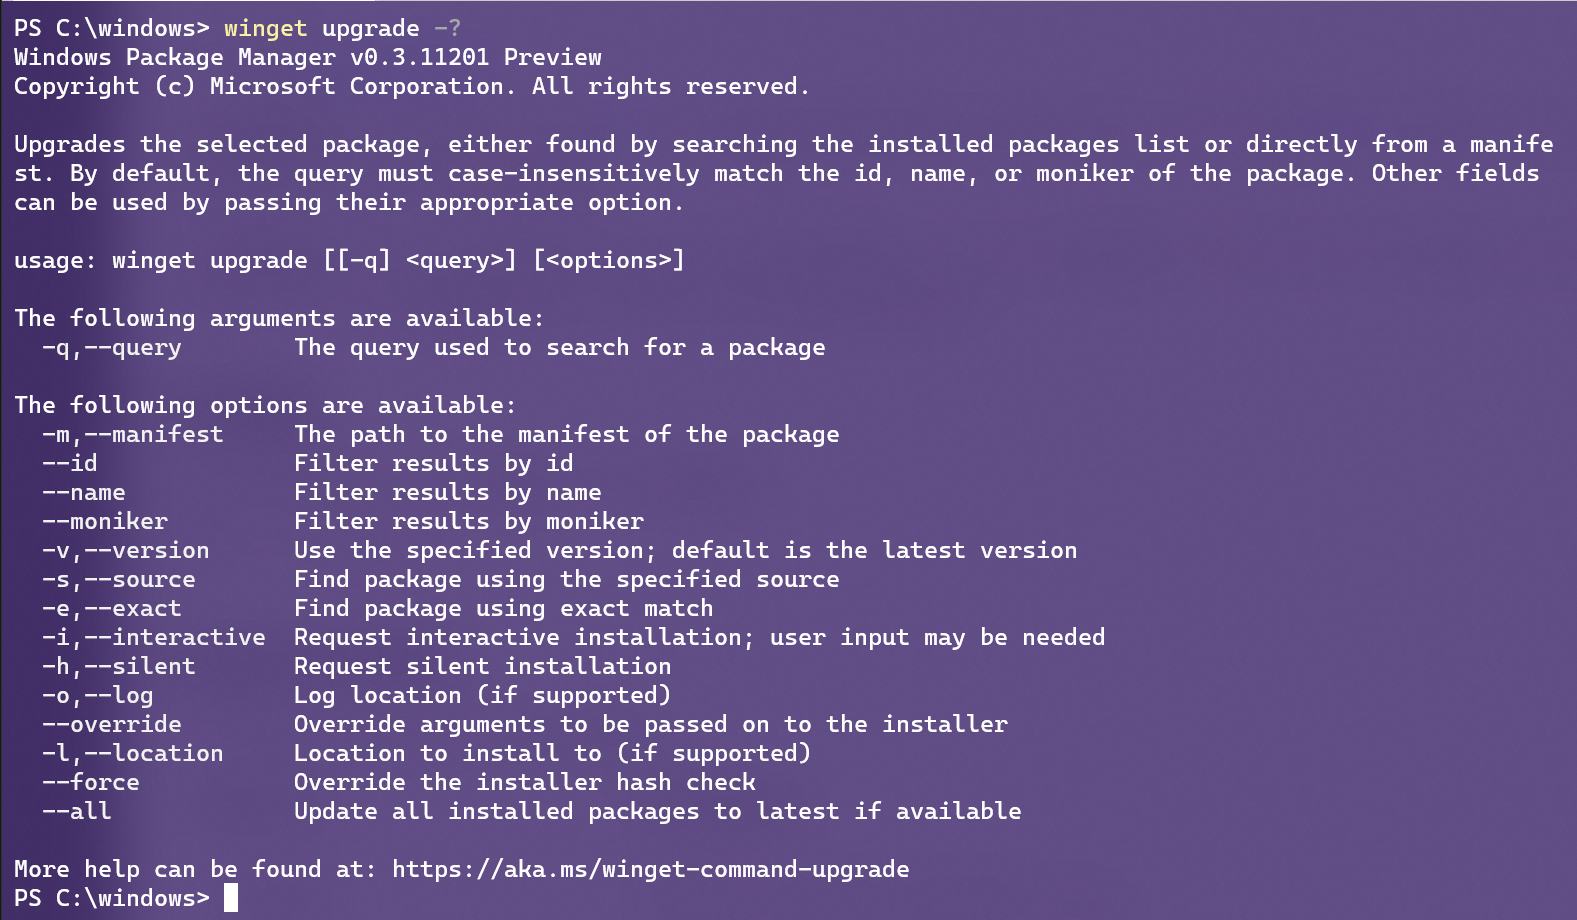 PS C:\windows> winget upgrade -?
Windows Package Manager v0.3.11201 Preview
Copyright (c) Microsoft Corporation. All rights reserved.
Upgrades the selected package, either found by searching the installed packages list or directly from a manife
st. By default, the query must case-insensitively match the id, name, or moniker of the package. Other fields
can be used by passing their appropriate option.
usage: winget upgrade [[-q] <query>] [<options>]
The following arguments are available:
  -q,--query        The query used to search for a package
The following options are available:
  -m,--manifest     The path to the manifest of the package
  --id              Filter results by id
  --name            Filter results by name
  --moniker         Filter results by moniker
  -v,--version      Use the specified version; default is the latest version
  -s,--source       Find package using the specified source
  -e,--exact        Find package using exact match
  -i,--interactive  Request interactive installation; user input may be needed
  -h,--silent       Request silent installation
  -o,--log          Log location (if supported)
  --override        Override arguments to be passed on to the installer
  -l,--location     Location to install to (if supported)
  --force           Override the installer hash check
  --all             Update all installed packages to latest if available
More help can be found at: https://aka.ms/winget-command-upgrade
PS C:\windows>